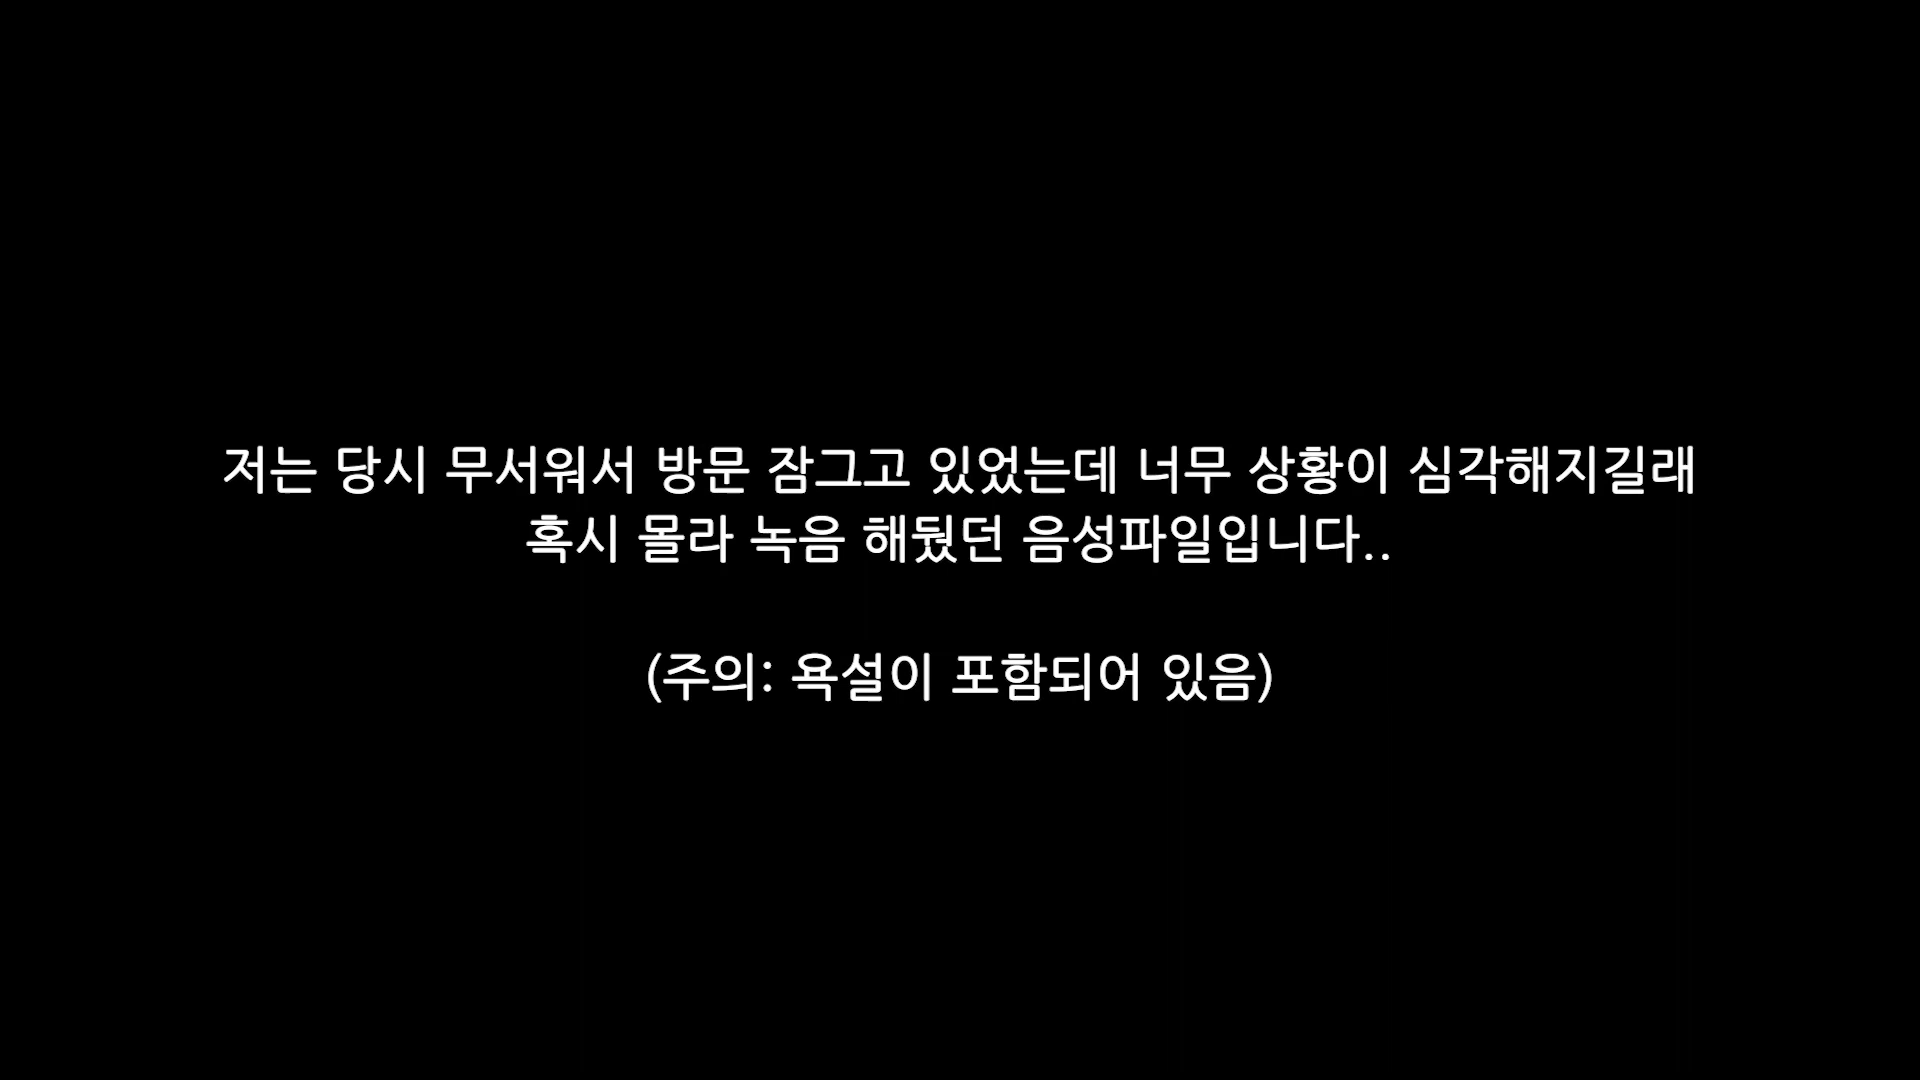 저는 당시 무서워서 방문 잠그고 있었는데 너무 상황이 심각해지길래
혹시 몰라 녹음 해뒀던 음성파일입니다..
(주의: 욕설이 포함되어 있음)